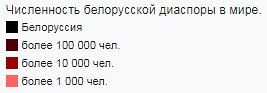 Численность белорусской диаспоры в мире.
Белоруссия
более 100 000 чел.
более 10 000 чел.
более 1 000 чел.